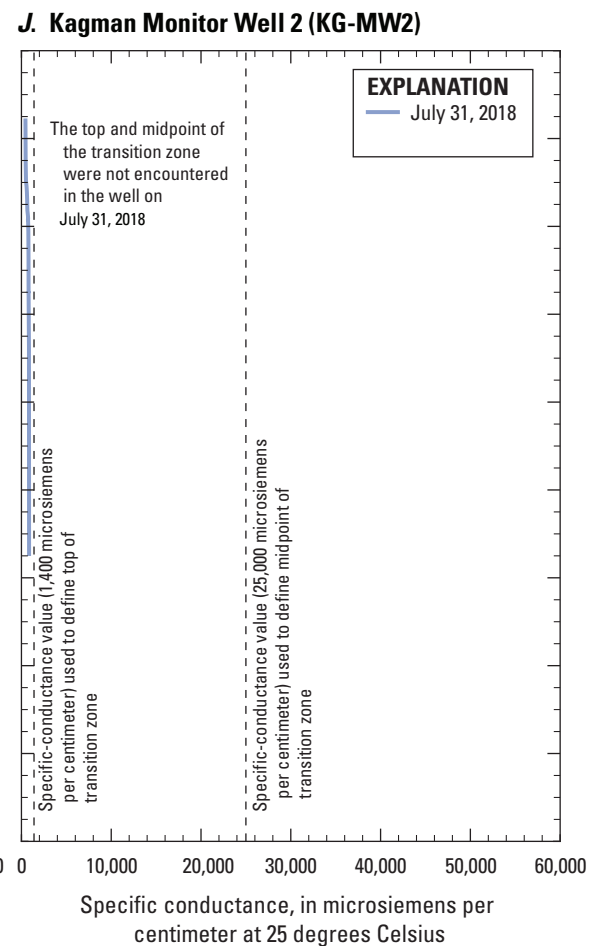 J. Kagman Monitor Well 2 (KG-MW2)
EXPLANATION
July 31, 2018
The top and midpoint of
the transition zone
were not encountered
in the well on
July 31, 2018
Specific-conductance value (1,400 microsiemens
per centimeter) used to define top of
transition zone
Specific-conductance value (25,000 microsiemens
per centimeter) used to define midpoint of
transition zone
0 0 10,000 20,000 30,000 40,000 50,000 60,000
Specific conductance, in microsiemens per
centimeter at 25 degrees Celsius